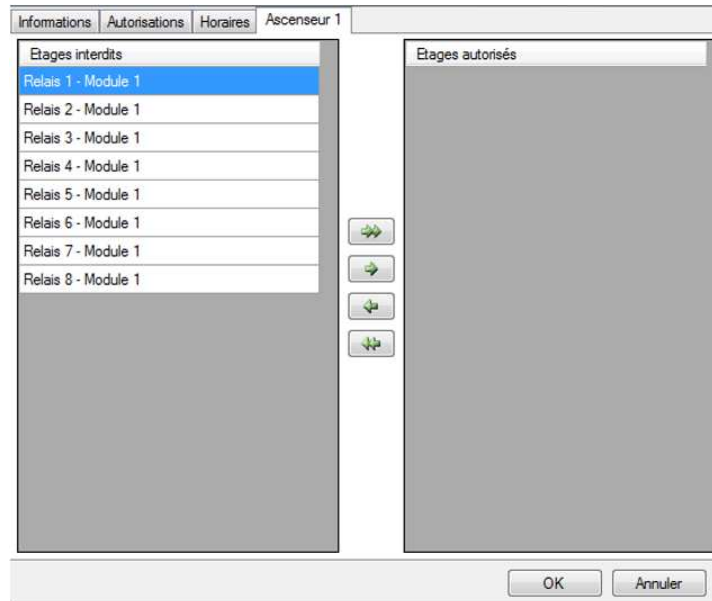 Informations Autorisations Horaires Ascenseur 1
Etages interdits
Etages autorisés
Relais 1 - Module 1
Relais 2 - Module 1
Relais 3 - Module 1
Relais 4 - Module 1
Relais 5 - Module 1
Relais 6 - Module 1
Relais 7 - Module 1
Relais 8 - Module 1
OK Annuler